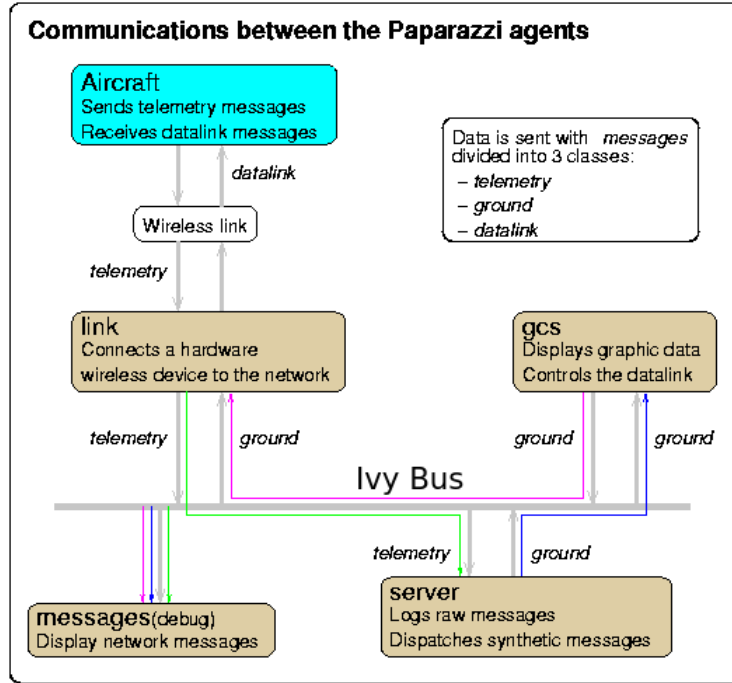 Communications between the Paparazzi agents
Aircraft
Sends telemetry messages
Receives datalink messages
Data is sent with messages
divided into 3 classes:
– telemetry
– ground
– datalink
datalink
Wireless link
telemetry
link
Connects a hardware
wireless device to the network
gcs
Displays graphic data
Controls the datalink
telemetry
ground
ground
ground
Ivy Bus
telemetry
ground
messages(debug)
Display network messages
server
Logs raw messages
Dispatches synthetic messages